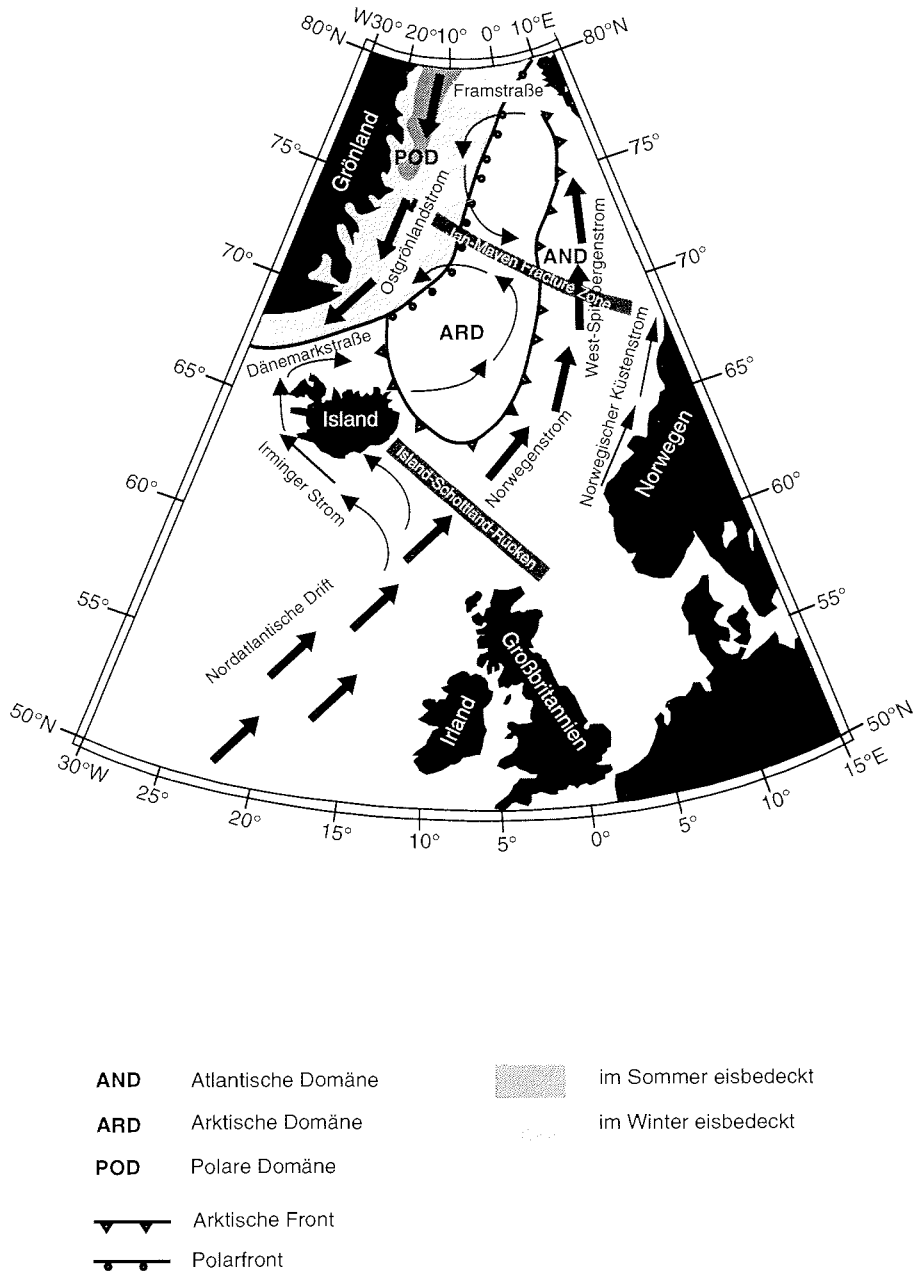 W30° 20° 10° 0° 10°E
80°N
80°N
Framstraße
75°
75°
Grönland
POD
Ostgrönlandstrom
Jan-Mayen Fracture Zone
AND
West-Spitzbergenstrom
70°
70°
ARD
Dänemarkstraße
65°
65°
Island
Norwegischer Küstenstrom
Norwegen
Norwegenstrom
Irminger Strom
Island-Schottland-Rücken
60°
60°
Nordatlantische Drift
55°
55°
Großbritannien
Irland
50°N
50°N
30°W
15°E
25°
20°
15°
10°
5°
0°
5°
10°
AND Atlantische Domäne
ARD Arktische Domäne
POD Polare Domäne
Arktische Front
Polarfront
im Sommer eisbedeckt
im Winter eisbedeckt